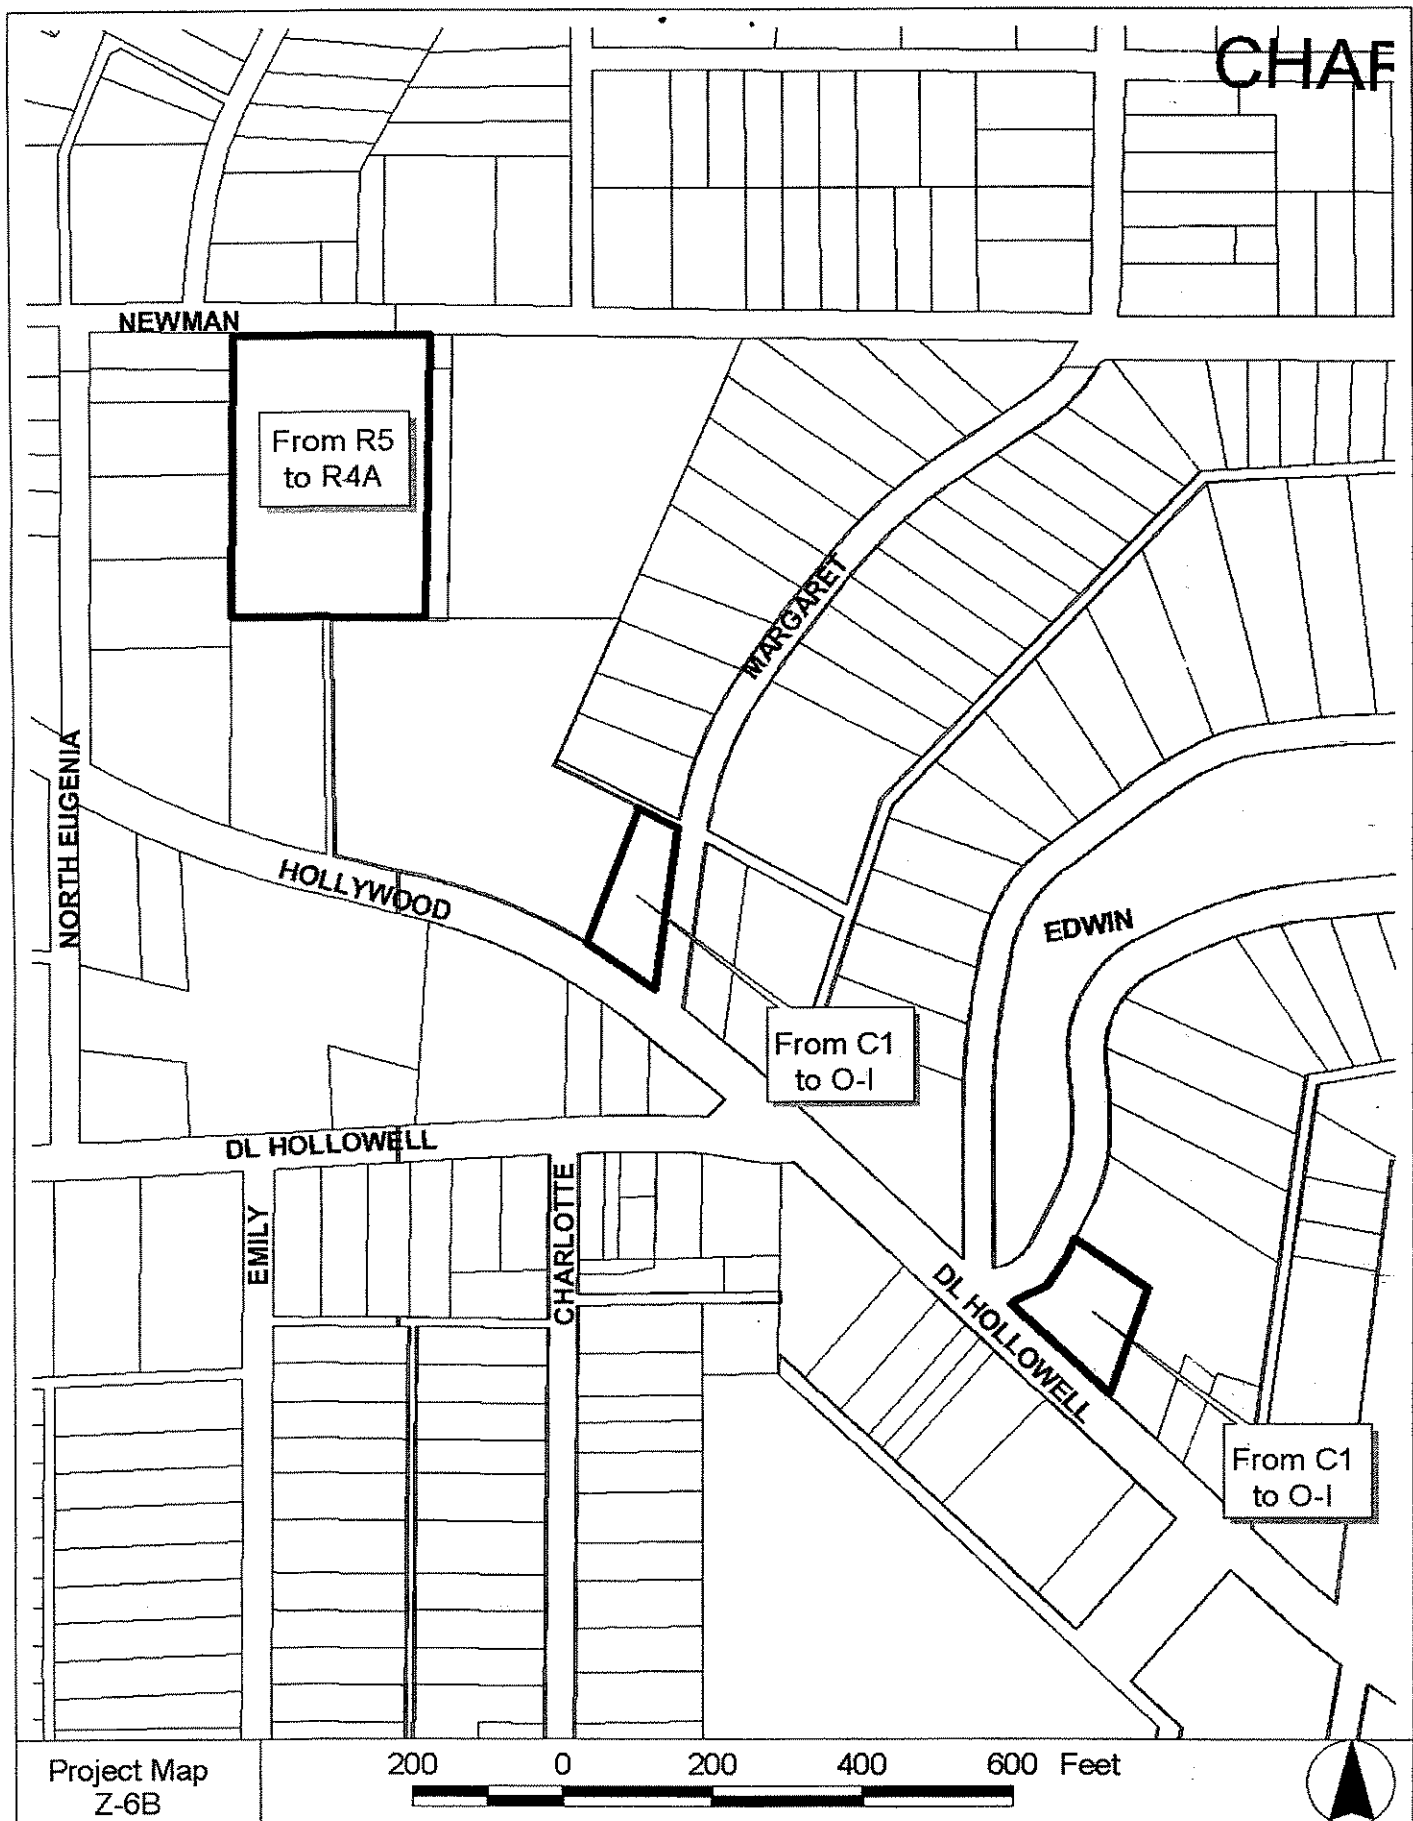 CHAF
NEWMAN
From R5
to R4A
MARGARET
NORTH EUGENIA
HOLLYWOOD
EDWIN
From C1
to O-I
DL HOLLOWELL
EMILY
CHARLOTTE
DL HOLLOWELL
From C1
to O-I
Project Map
Z-6B
200 0 200 400 600 Feet